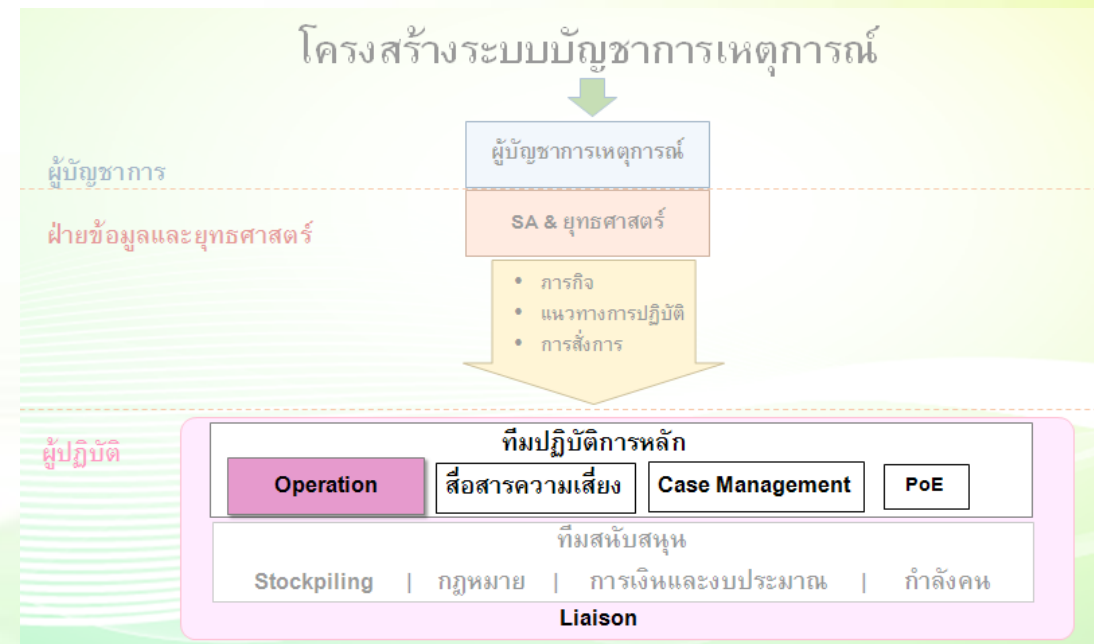 โครงสร้างระบบบัญชาการเหตุการณ์
ผู้บัญชาการเหตุการณ์
ผู้บัญชาการ
SA & ยุทธศาสตร์
ฝ่ายข้อมูลและยุทธศาสตร์
• ภารกิจ
• แนวทางการปฏิบัติ
• การสั่งการ
ผู้ปฏิบัติ
ทีมปฏิบัติการหลัก
Operation สื่อสารความเสี่ยง Case Management PoE
ทีมสนับสนุน
Stockpiling | กฎหมาย | การเงินและงบประมาณ | กำลังคน
Liaison